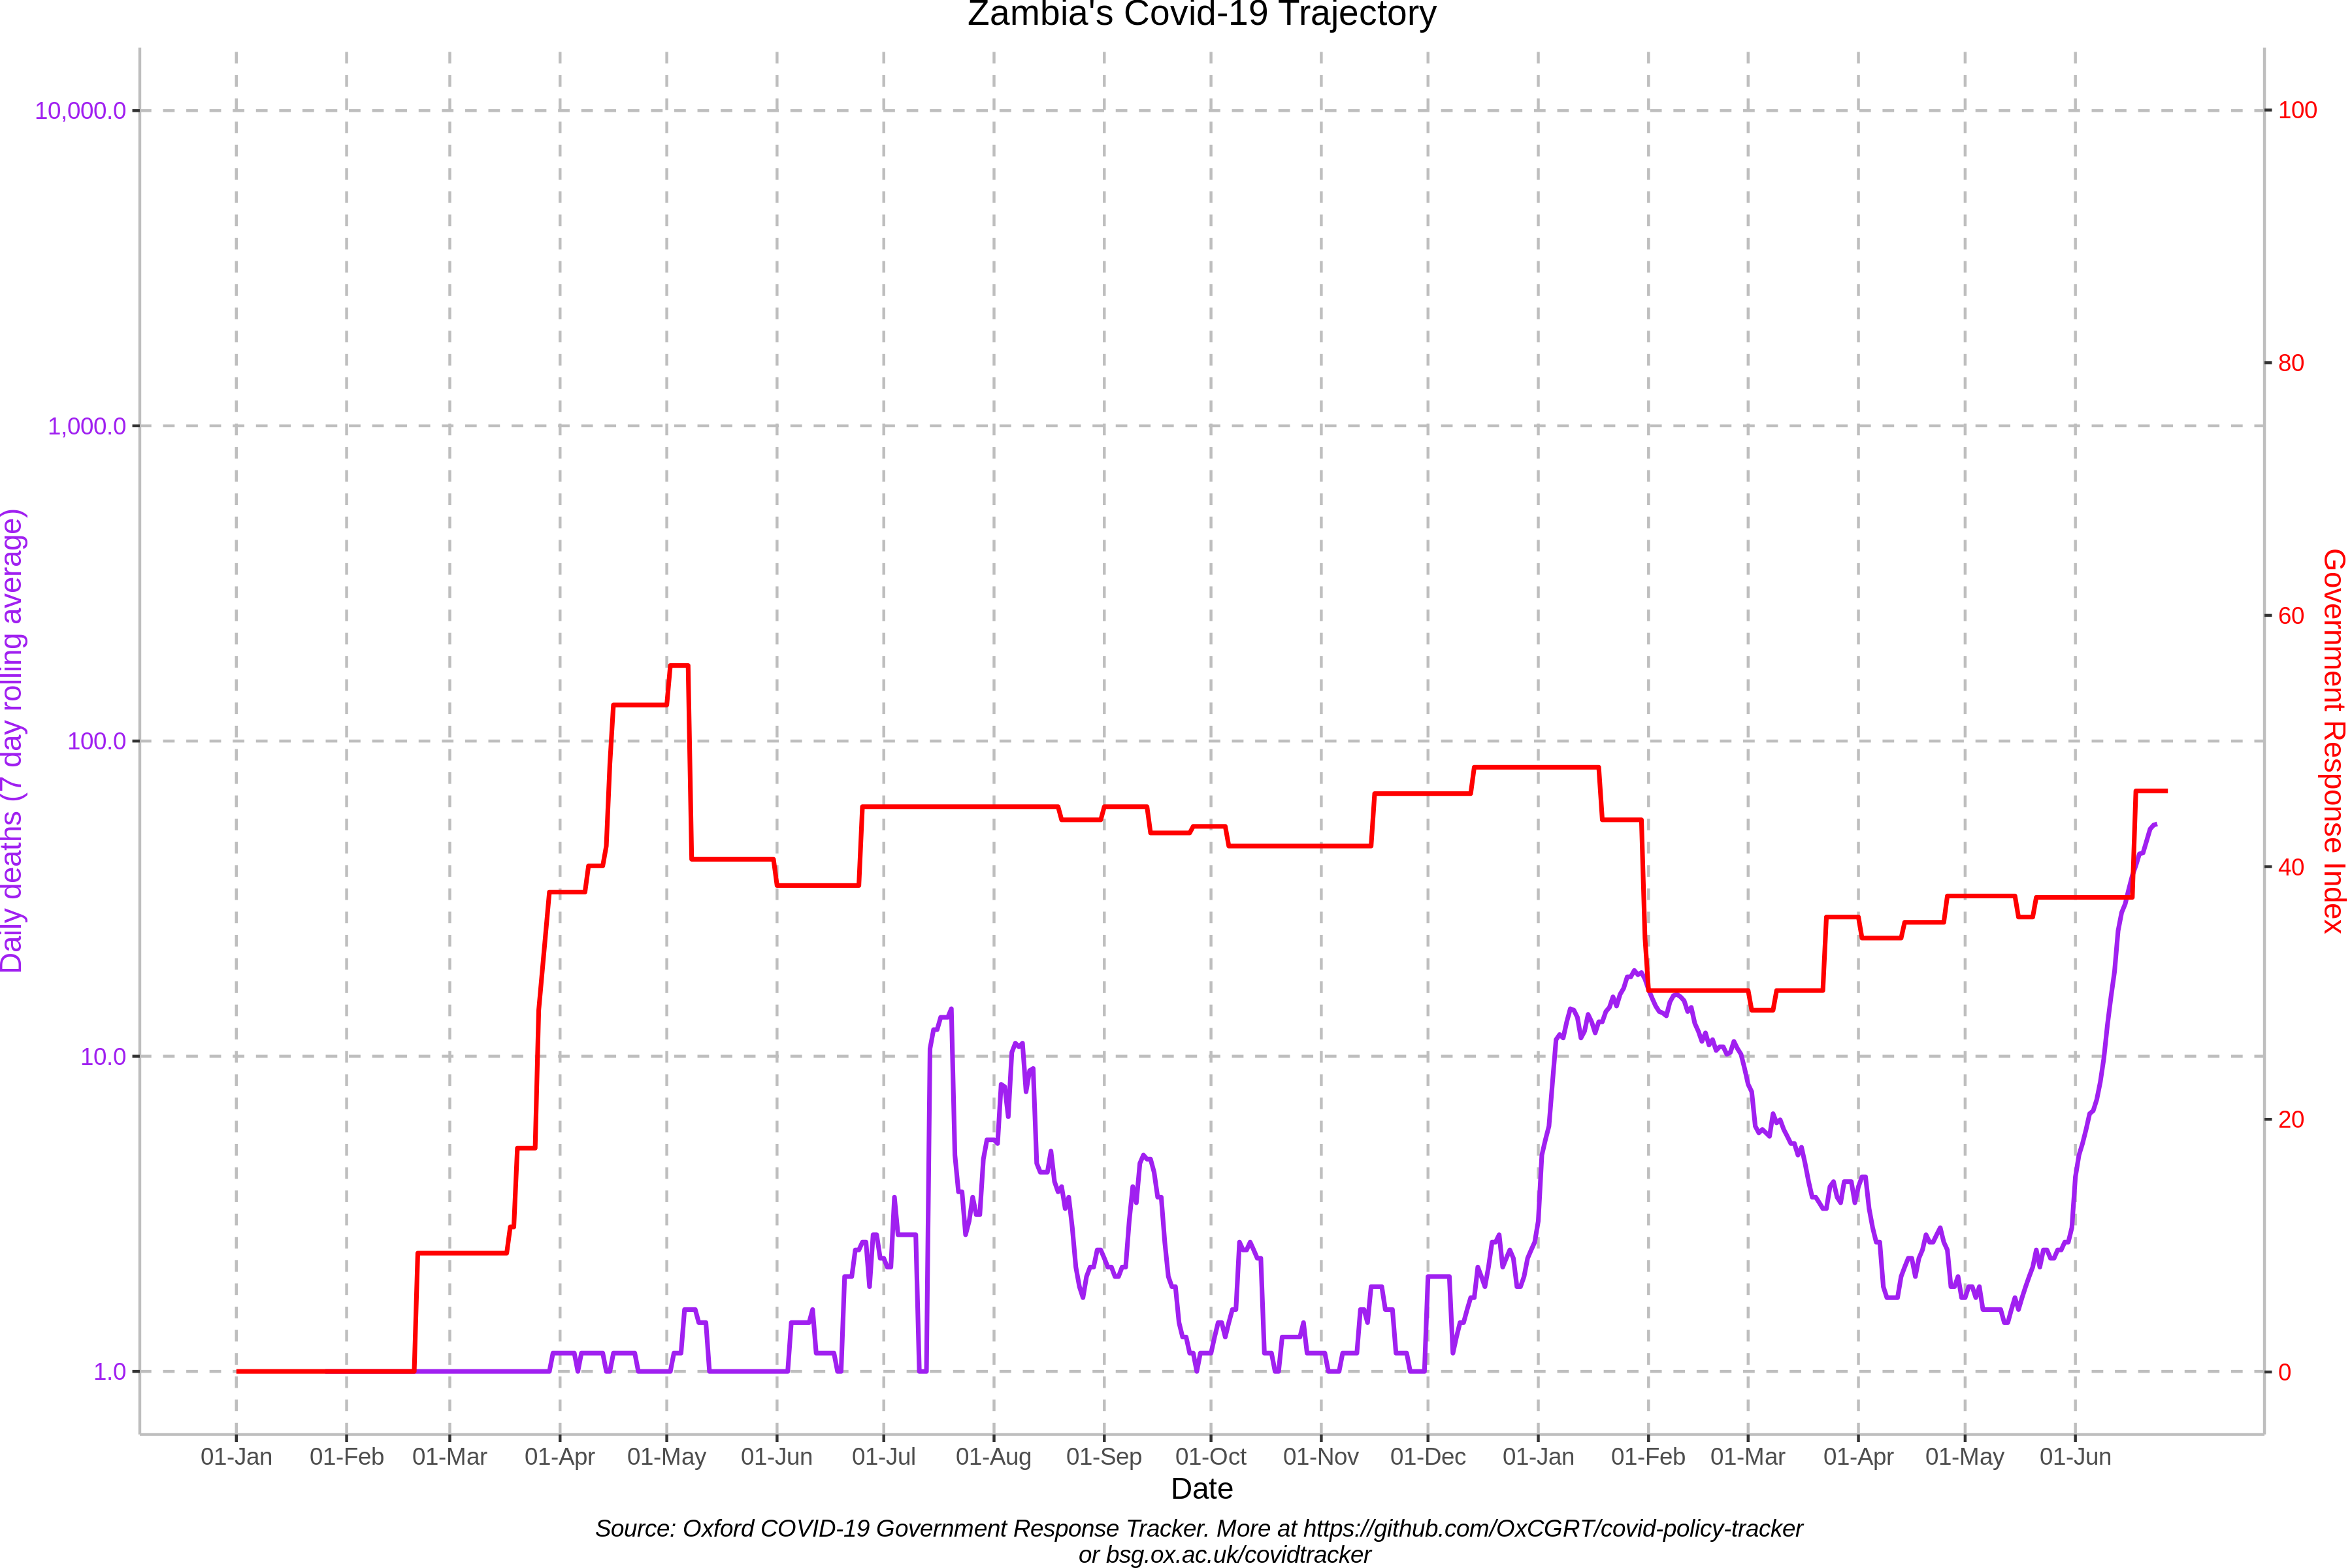 Zambia's Covid-19 Trajectory
10,000.0
1,000.0
100.0
10.0
1.0
Daily deaths (7 day rolling average)
100
80
60
40
20
0
Government Response Index
01-Jan 01-Feb 01-Mar 01-Apr 01-May 01-Jun 01-Jul 01-Aug 01-Sep 01-Oct 01-Nov 01-Dec 01-Jan 01-Feb 01-Mar 01-Apr 01-May 01-Jun
Date
Source: Oxford COVID-19 Government Response Tracker. More at https://github.com/OxCGRT/covid-policy-tracker
or bsg.ox.ac.uk/covidtracker